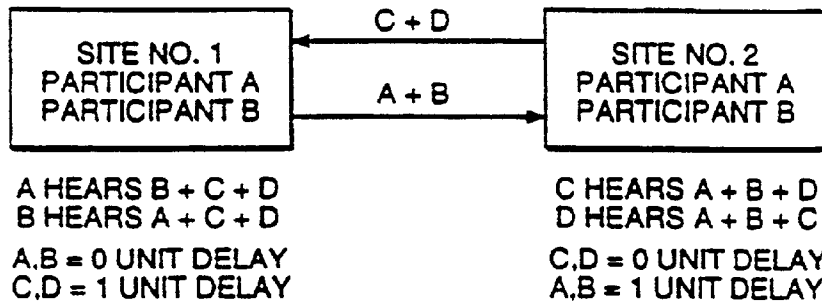 C + D
SITE NO. 1
PARTICIPANT A
PARTICIPANT B
A + B
SITE NO. 2
PARTICIPANT A
PARTICIPANT B
A HEARS B + C + D
B HEARS A + C + D
A,B = 0 UNIT DELAY
C,D = 1 UNIT DELAY
C HEARS A + B + D
D HEARS A + B + C
C,D = 0 UNIT DELAY
A,B = 1 UNIT DELAY